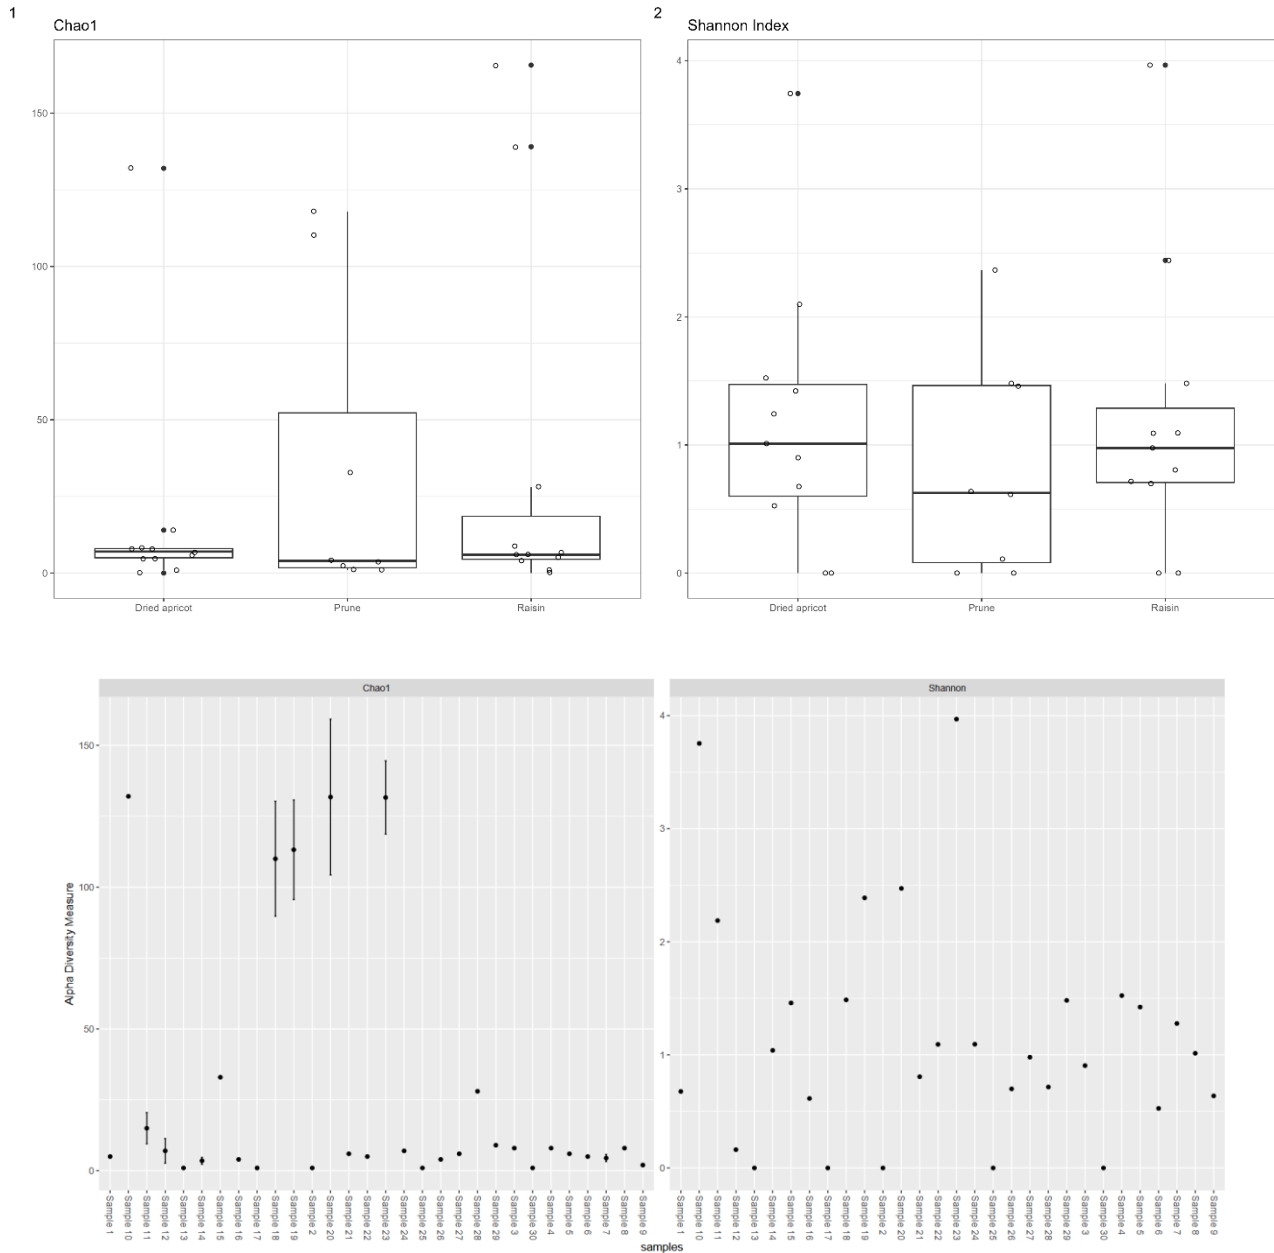 1
Chao1
150
100
50
0
Dried apricot
Prune
Raisin
2
Shannon Index
4
3
2
1
0
Dried apricot
Prune
Raisin
Chao1
Shannon
Alpha Diversity Measure
150
100
50
0
4
3
2
1
0
Sample 1
Sample 10
Sample 11
Sample 12
Sample 13
Sample 14
Sample 15
Sample 16
Sample 17
Sample 18
Sample 19
Sample 2
Sample 20
Sample 21
Sample 22
Sample 23
Sample 24
Sample 25
Sample 26
Sample 27
Sample 28
Sample 29
Sample 3
Sample 30
Sample 4
Sample 5
Sample 6
Sample 7
Sample 8
Sample 9
Sample 1
Sample 10
Sample 11
Sample 12
Sample 13
Sample 14
Sample 15
Sample 16
Sample 17
Sample 18
Sample 19
Sample 2
Sample 20
Sample 21
Sample 22
Sample 23
Sample 24
Sample 25
Sample 26
Sample 27
Sample 28
Sample 29
Sample 3
Sample 30
Sample 4
Sample 5
Sample 6
Sample 7
Sample 8
Sample 9
samples